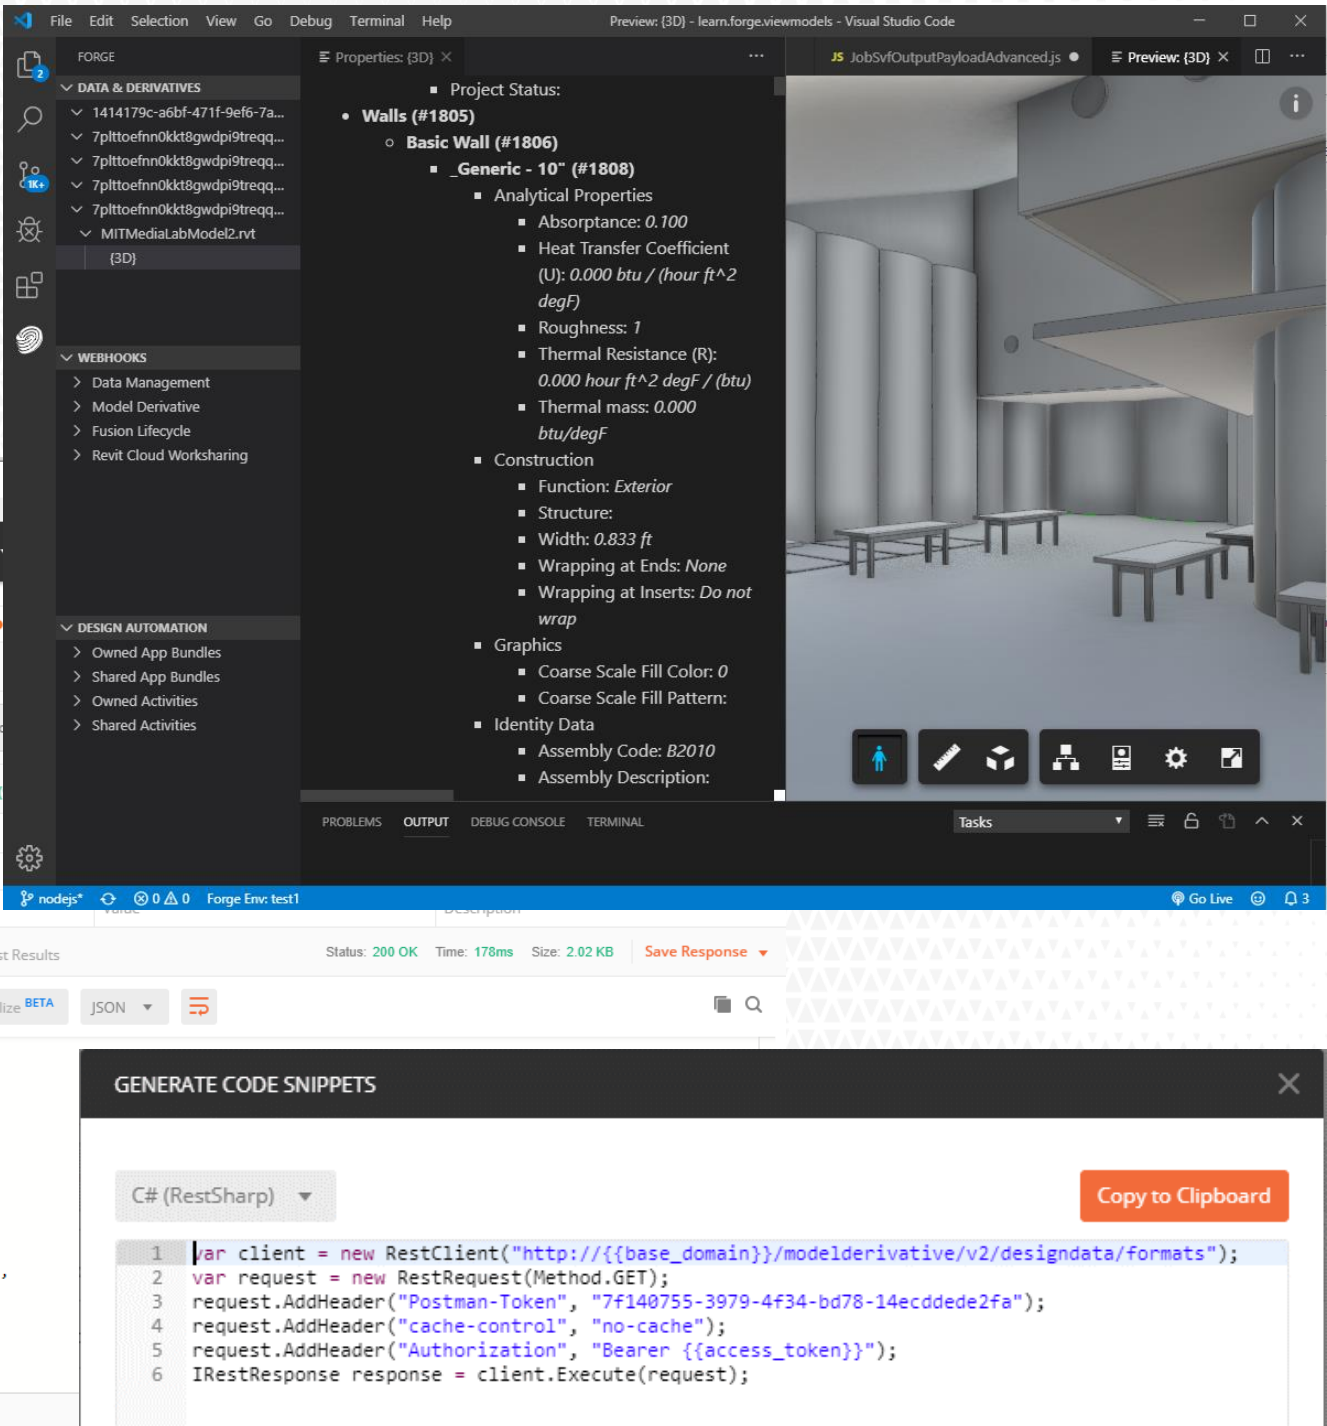 File Edit Selection View Go Debug Terminal Help Preview: {3D} - learn.forge.viewmodels - Visual Studio Code
FORGE
DATA & DERIVATIVES
1414179c-a6bf-471f-9ef6-7a...
7plttoefnn0kkt8gwdpi9treqq...
7plttoefnn0kkt8gwdpi9treqq...
7plttoefnn0kkt8gwdpi9treqq...
7plttoefnn0kkt8gwdpi9treqq...
MITMediaLabModel2.rvt
{3D}
2
1K+
WEBHOOKS
Data Management
Model Derivative
Fusion Lifecycle
Revit Cloud Worksharing
DESIGN AUTOMATION
Owned App Bundles
Shared App Bundles
Owned Activities
Shared Activities
Properties: {3D}
Project Status:
Walls (#1805)
Basic Wall (#1806)
_Generic - 10" (#1808)
Analytical Properties
Absorptance: 0.100
Heat Transfer Coefficient
(U): 0.000 btu / (hour ft^2
degF)
Roughness: 1
Thermal Resistance (R):
0.000 hour ft^2 degF / (btu)
Thermal mass: 0.000
btu/degF
Construction
Function: Exterior
Structure:
Width: 0.833 ft
Wrapping at Ends: None
Wrapping at Inserts: Do not
wrap
Graphics
Coarse Scale Fill Color: 0
Coarse Scale Fill Pattern:
Identity Data
Assembly Code: B2010
Assembly Description:
JS JobSvfOutputPayloadAdvanced.js Preview: {3D}
PROBLEMS OUTPUT DEBUG CONSOLE TERMINAL Tasks
nodejs* 0 0 Forge Env: test1 Go Live 3
st Results Status: 200 OK Time: 178ms Size: 2.02 KB Save Response
lize BETA JSON
GENERATE CODE SNIPPETS
C# (RestSharp) Copy to Clipboard
1 var client = new RestClient("http://{{base_domain}}/modelderivative/v2/designdata/formats");
2 var request = new RestRequest(Method.GET);
3 request.AddHeader("Postman-Token", "7f140755-3979-4f34-bd78-14ecddede2fa");
4 request.AddHeader("cache-control", "no-cache");
5 request.AddHeader("Authorization", "Bearer {{access_token}}");
6 IRestResponse response = client.Execute(request);